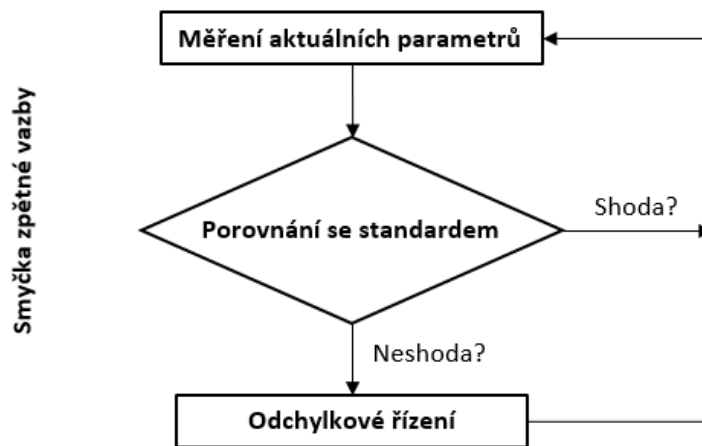 Měření aktuálních parametrů
Smyčka zpětné vazby
Porovnání se standardem
Shoda?
Neshoda?
Odchylkové řízení